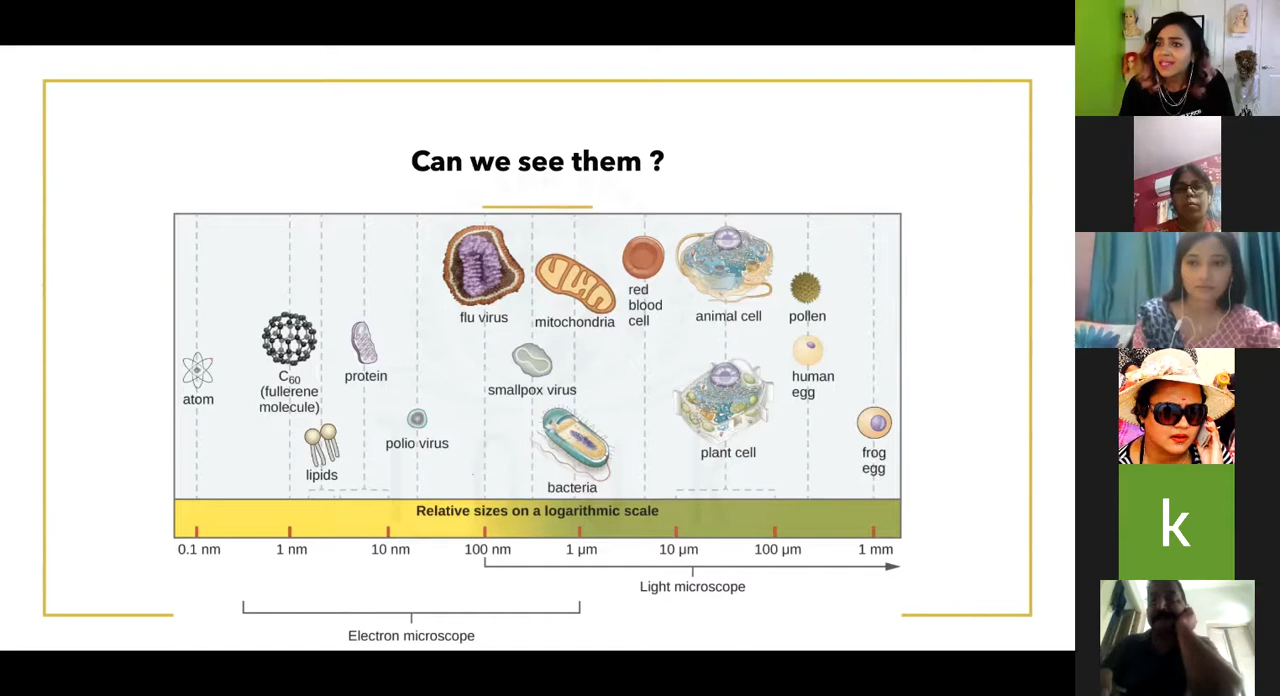 Can we see them ?
flu virus
mitochondria
red
blood
cell
animal cell
pollen
atom
C60
(fullerene
molecule)
protein
smallpox virus
human
egg
polio virus
lipids
bacteria
plant cell
frog
egg
Relative sizes on a logarithmic scale
0.1 nm
1 nm
10 nm
100 nm
1 μm
10 μm
100 μm
1 mm
Light microscope
Electron microscope
k